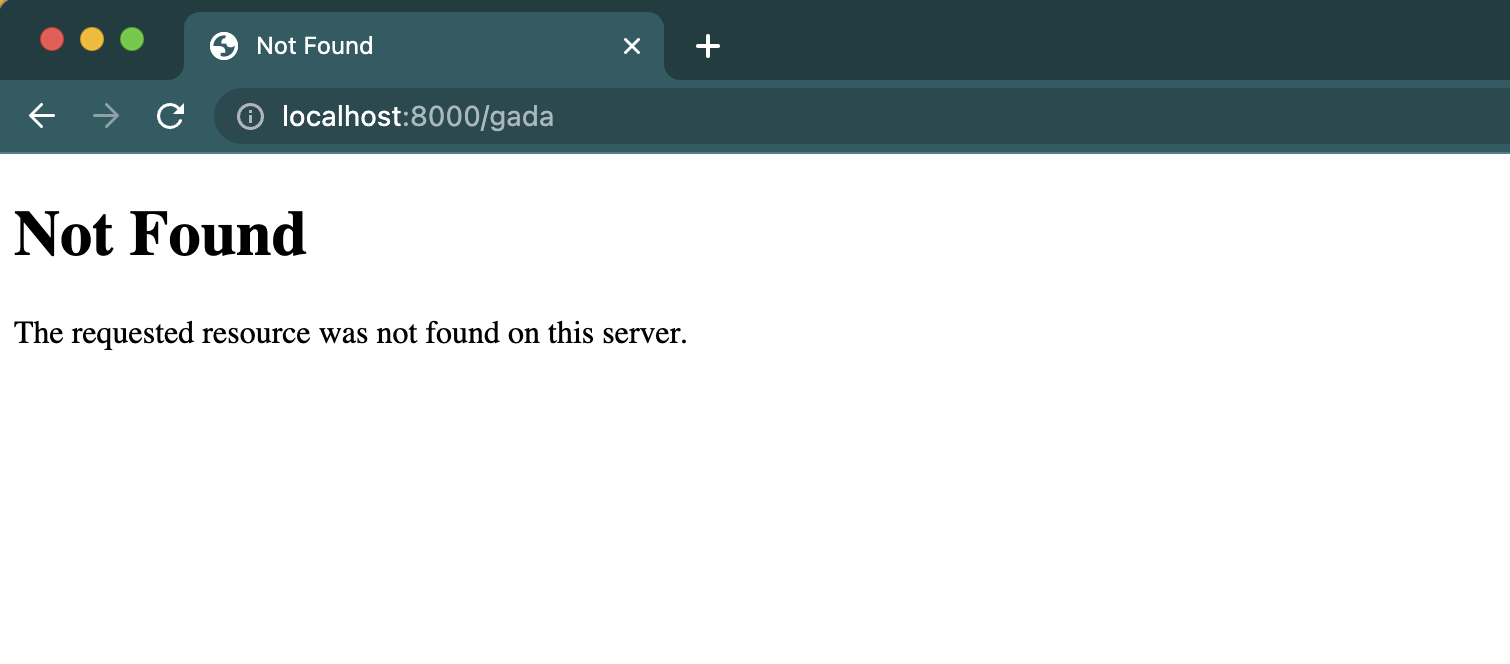 Not Found
localhost:8000/gada
Not Found
The requested resource was not found on this server.